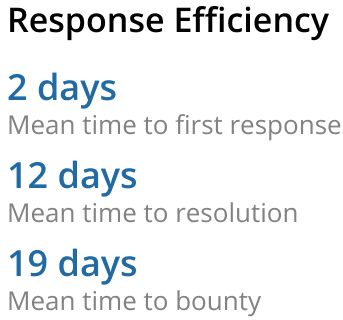 Response Efficiency
2 days
Mean time to first response
12 days
Mean time to resolution
19 days
Mean time to bounty